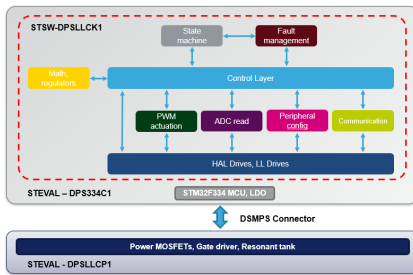 STSW-DPSLLCK1
State
machine
Fault
management
Math,
regulators
Control Layer
PWM
actuation
ADC read
Peripheral
config
Communication
HAL Drives, LL Drives
STEVAL – DPS334C1
STM32F334 MCU, LDO
DSMPS Connector
Power MOSFETs, Gate driver, Resonant tank
STEVAL - DPSLLCP1